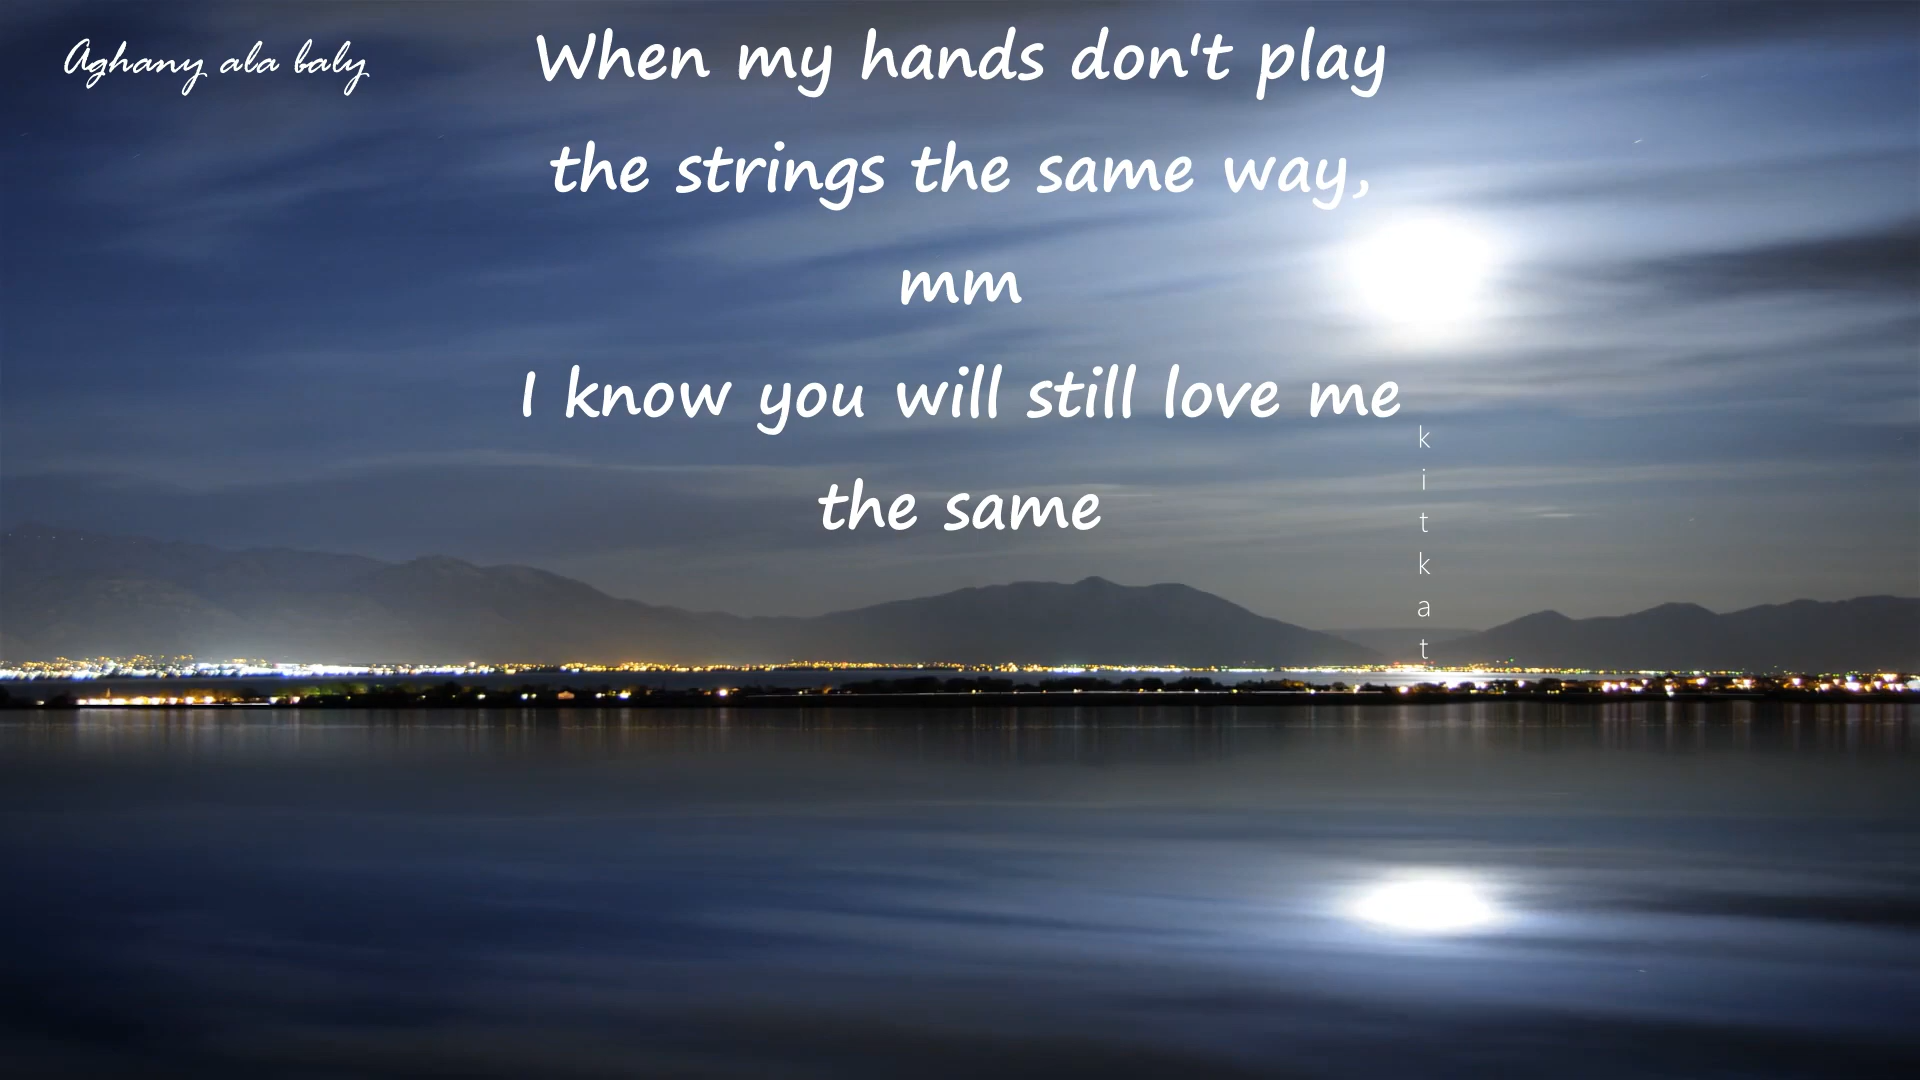 Aghany ala baly
When my hands don't play
the strings the same way,
mm
I know you will still love me
the same
kitkat